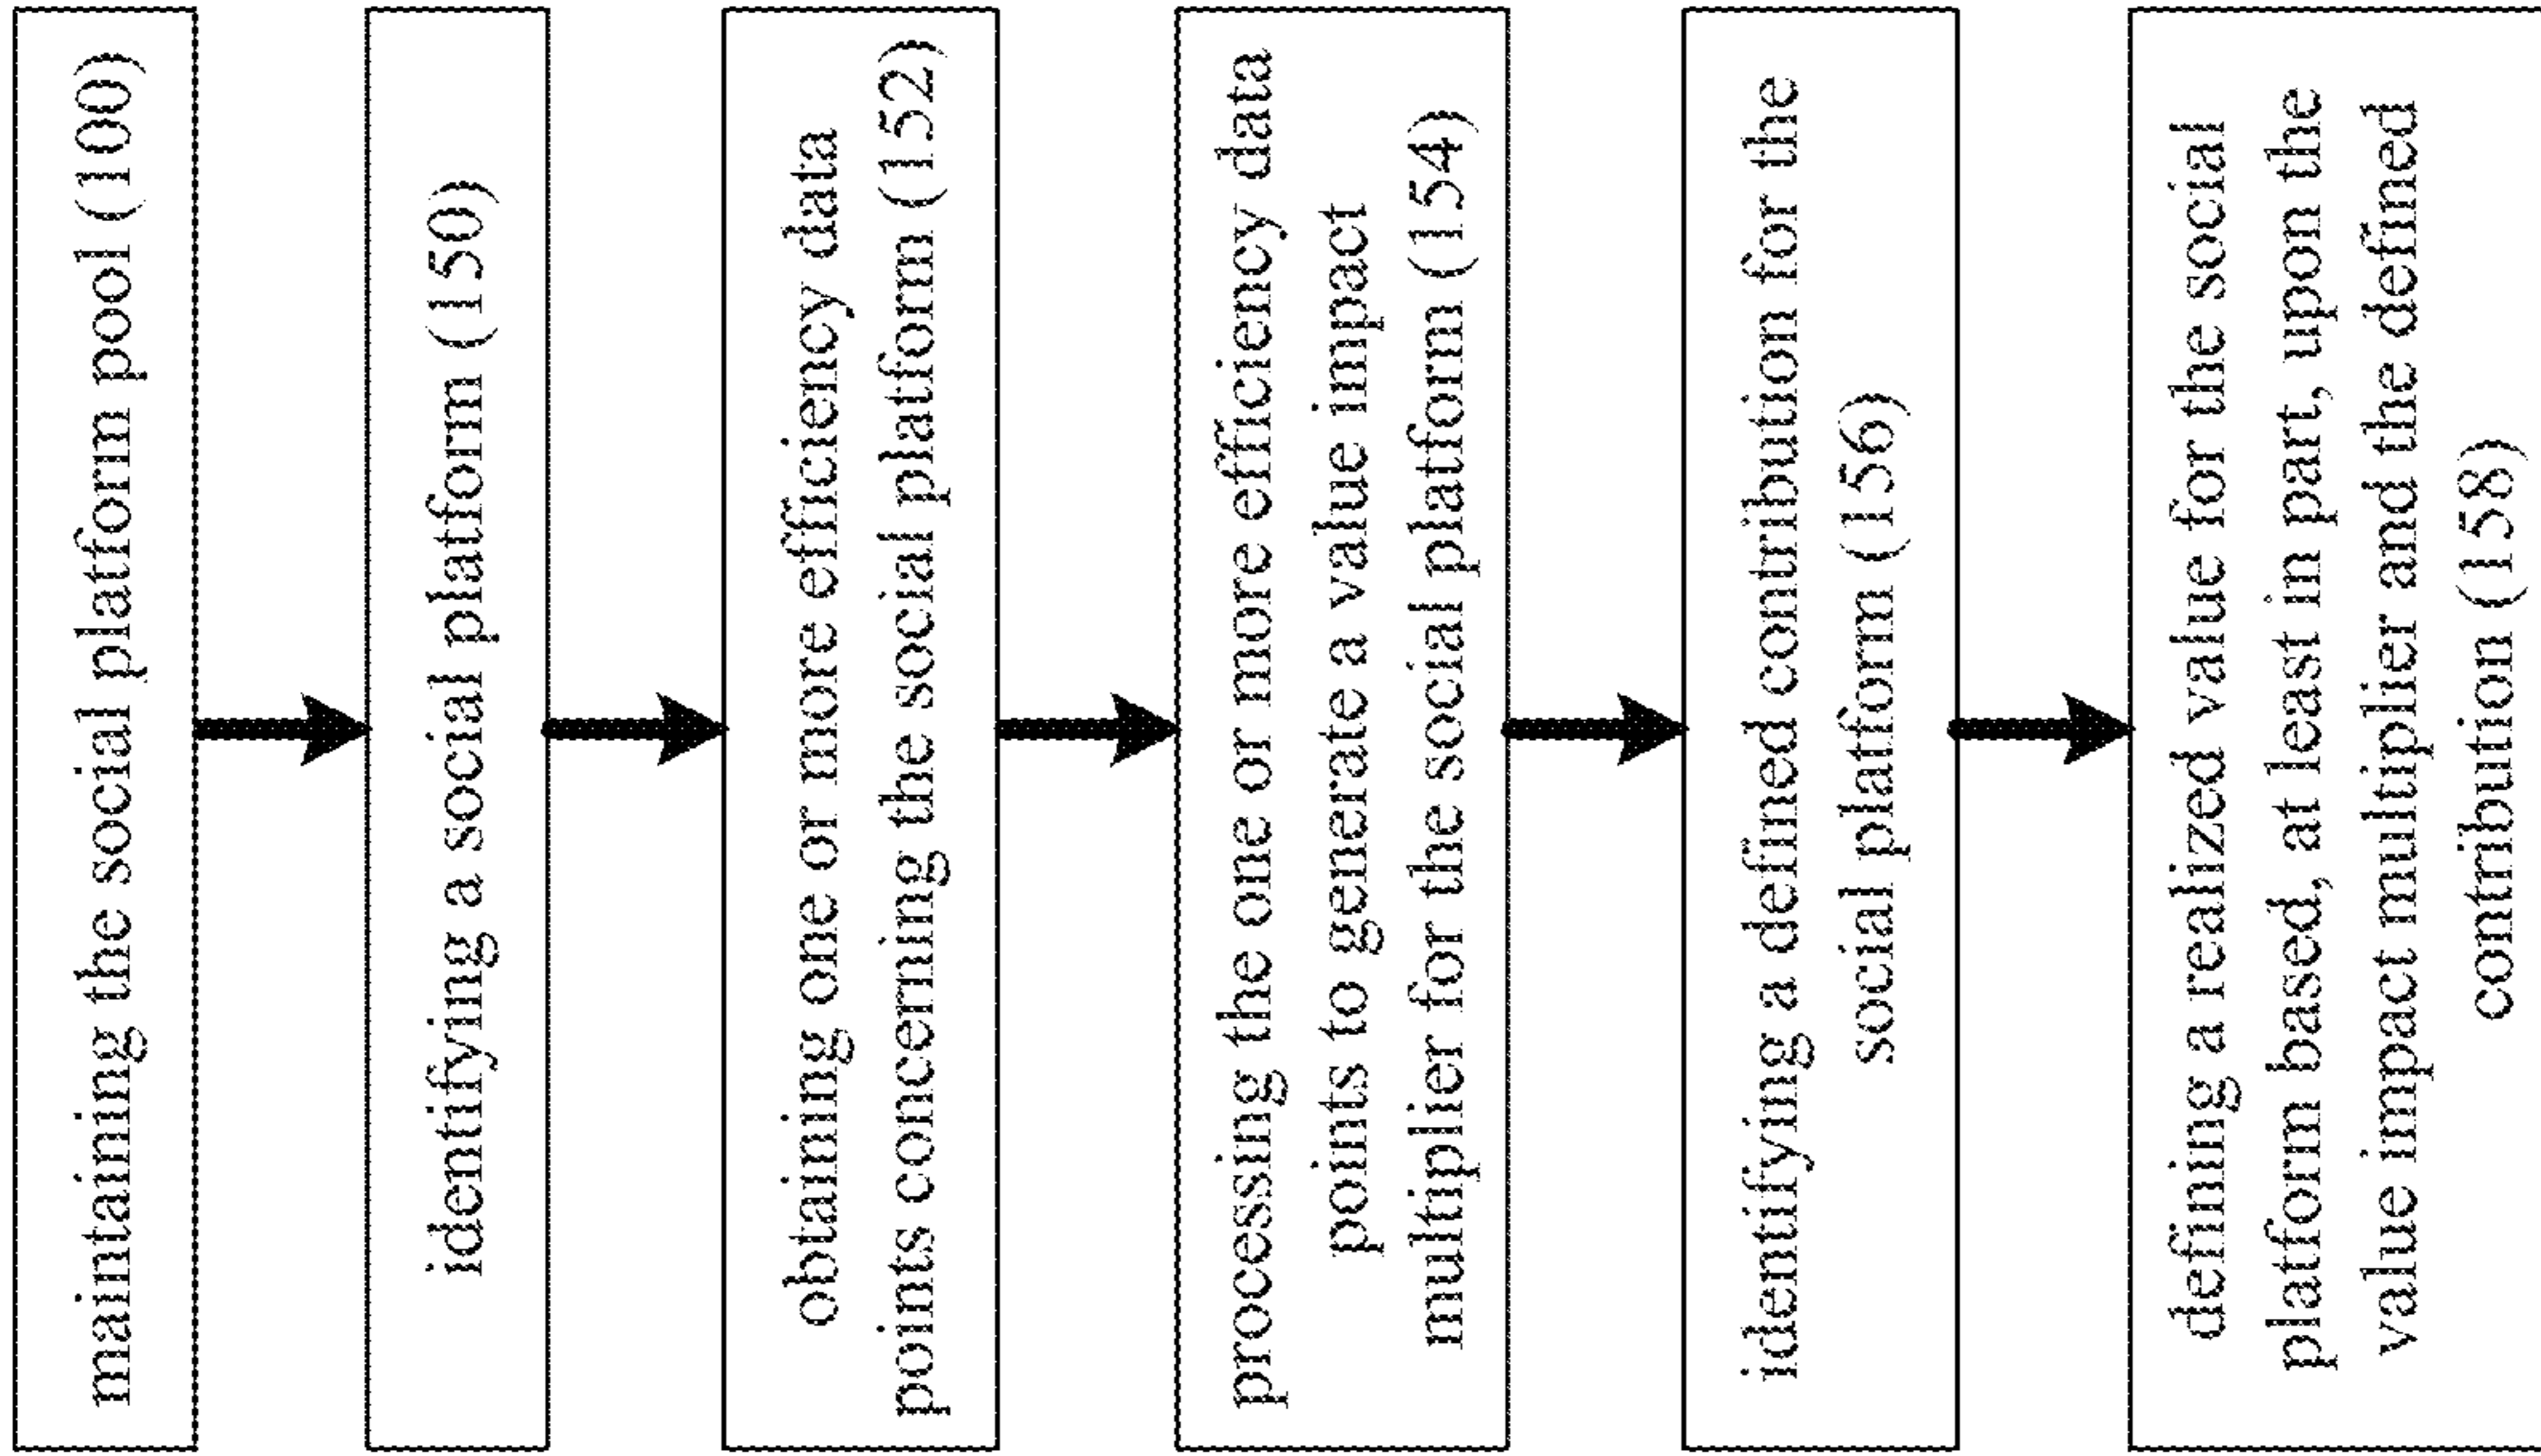 maintaining the social platform pool (100)
identifying a social platform (150)
obtaining one or more efficiency data
points concerning the social platform (152)
processing the one or more efficiency data
points to generate a value impact
multiplier for the social platform (154)
identifying a defined contribution for the
social platform (156)
defining a realized value for the social
platform based, at least in part, upon the
value impact multiplier and the defined
contribution (158)